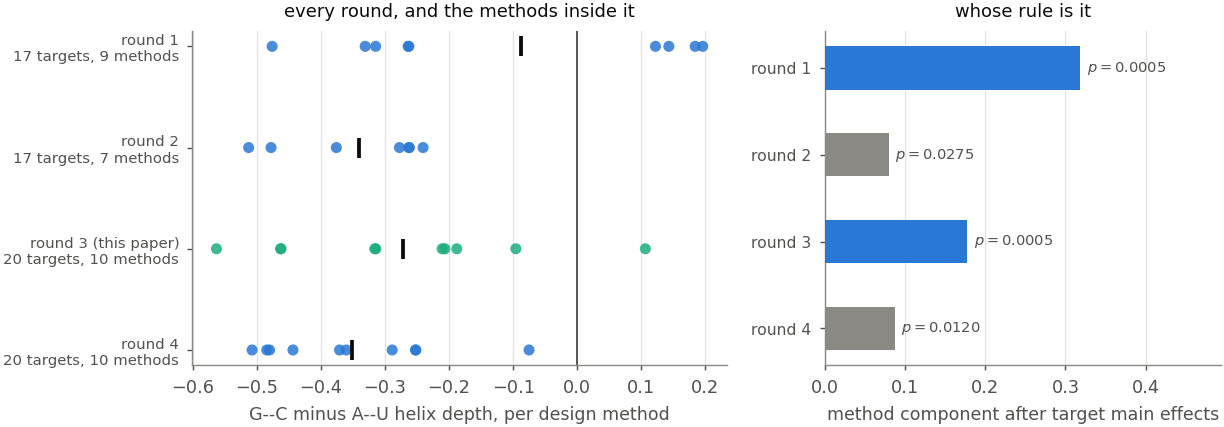 every round, and the methods inside it
round 1
17 targets, 9 methods
round 2
17 targets, 7 methods
round 3 (this paper)
20 targets, 10 methods
round 4
20 targets, 10 methods
−0.6 −0.5 −0.4 −0.3 −0.2 −0.1 0.0 0.1 0.2
G--C minus A--U helix depth, per design method
whose rule is it
round 1 p = 0.0005
round 2 p = 0.0275
round 3 p = 0.0005
round 4 p = 0.0120
0.0 0.1 0.2 0.3 0.4
method component after target main effects